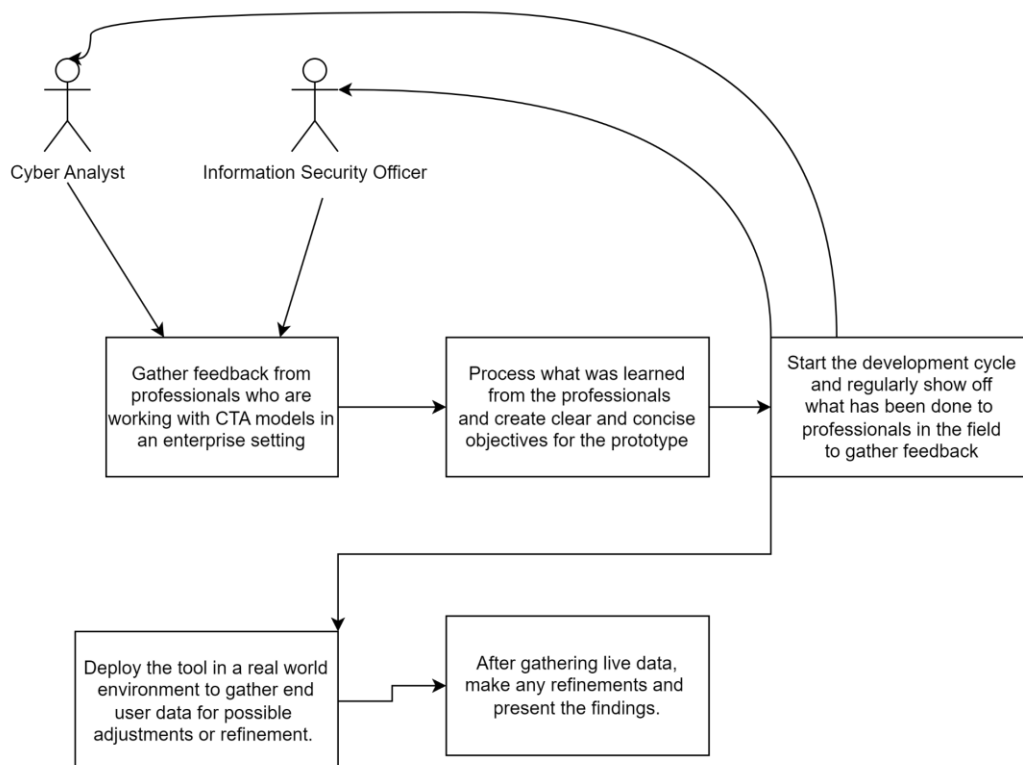 Cyber Analyst
Information Security Officer
Gather feedback from
professionals who are
working with CTA models in
an enterprise setting
Process what was learned
from the professionals
and create clear and concise
objectives for the prototype
Start the development cycle
and regularly show off
what has been done to
professionals in the field
to gather feedback
Deploy the tool in a real world
environment to gather end
user data for possible
adjustments or refinement.
After gathering live data,
make any refinements and
present the findings.